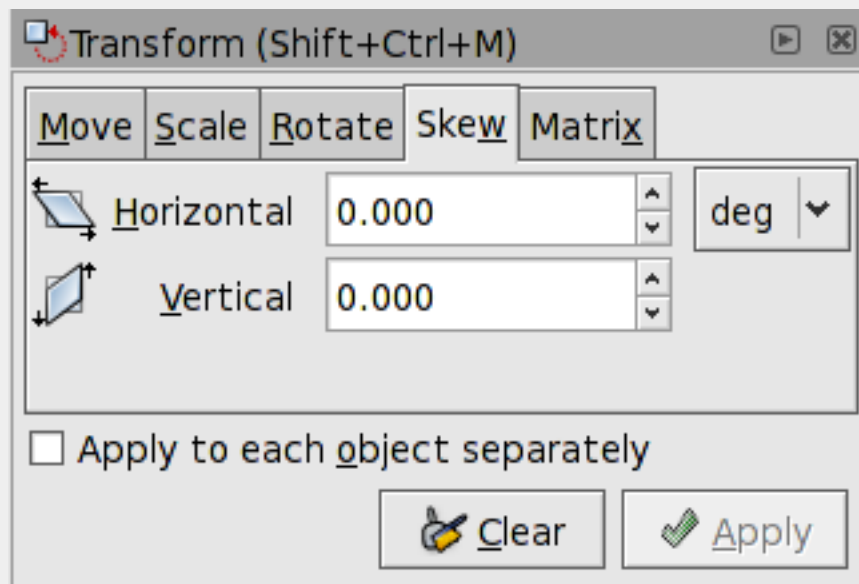 Transform (Shift+Ctrl+M)
Move Scale Rotate Skew Matrix
Horizontal 0.000 deg
Vertical 0.000
Apply to each object separately
Clear Apply